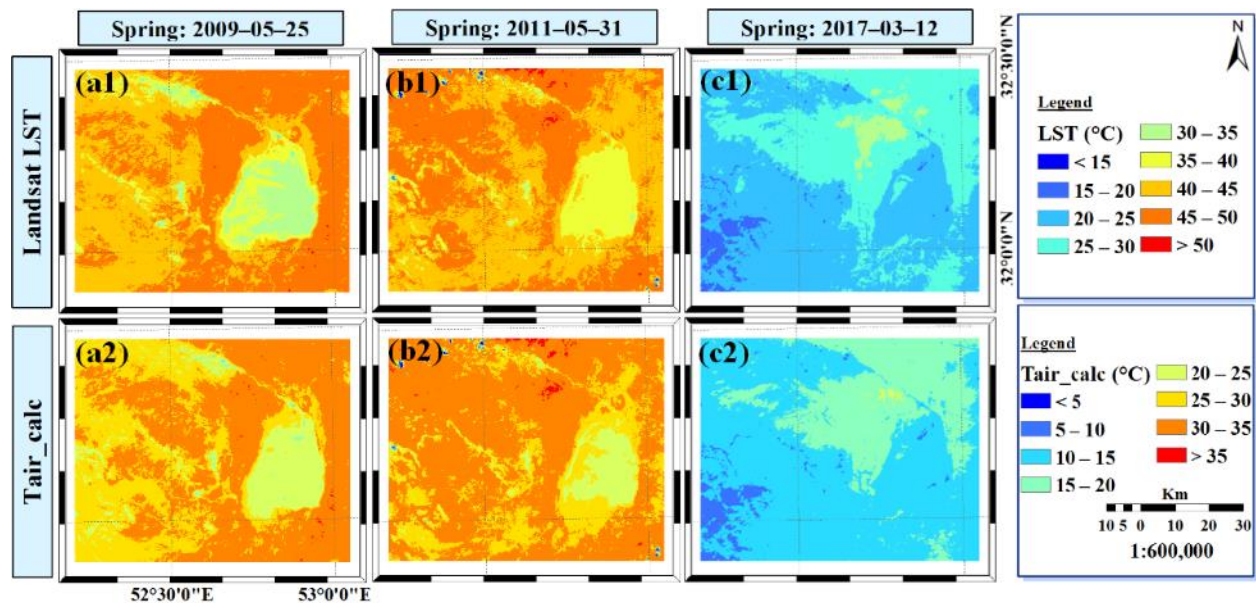 Spring: 2009–05–25
Spring: 2011–05–31
Spring: 2017–03–12
Landsat LST
(a1)
(b1)
(c1)
32°30'0"N
32°0'0"N
N
Legend
LST (°C)
< 15
15 – 20
20 – 25
25 – 30
30 – 35
35 – 40
40 – 45
45 – 50
> 50
Tair_calc
(a2)
(b2)
(c2)
52°30'0"E
53°0'0"E
Legend
Tair_calc (°C)
< 5
5 – 10
10 – 15
15 – 20
20 – 25
25 – 30
30 – 35
> 35
Km
10 5 0 10 20 30
1:600,000